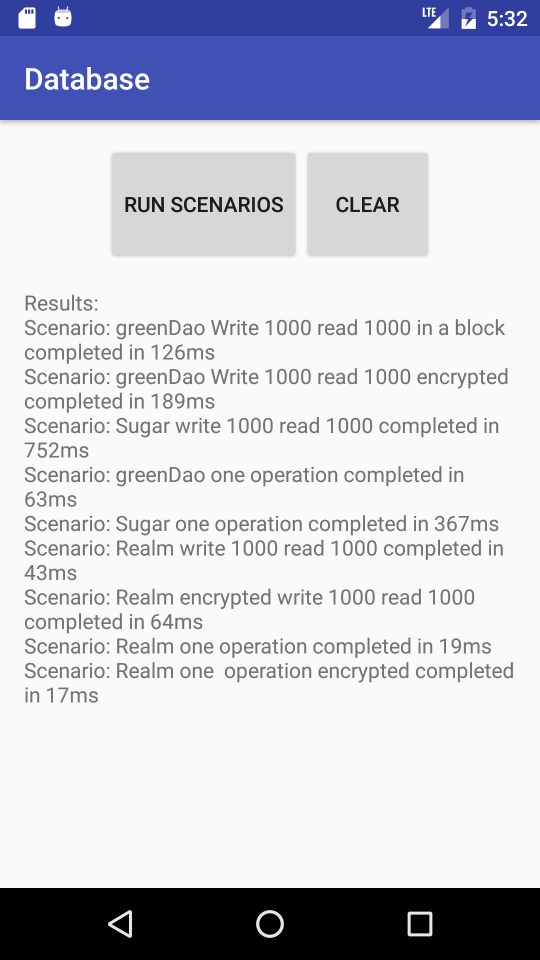 LTE 5:32
Database
RUN SCENARIOS CLEAR
Results:
Scenario: greenDao Write 1000 read 1000 in a block
completed in 126ms
Scenario: greenDao Write 1000 read 1000 encrypted
completed in 189ms
Scenario: Sugar write 1000 read 1000 completed in
752ms
Scenario: greenDao one operation completed in
63ms
Scenario: Sugar one operation completed in 367ms
Scenario: Realm write 1000 read 1000 completed in
43ms
Scenario: Realm encrypted write 1000 read 1000
completed in 64ms
Scenario: Realm one operation completed in 19ms
Scenario: Realm one  operation encrypted completed
in 17ms